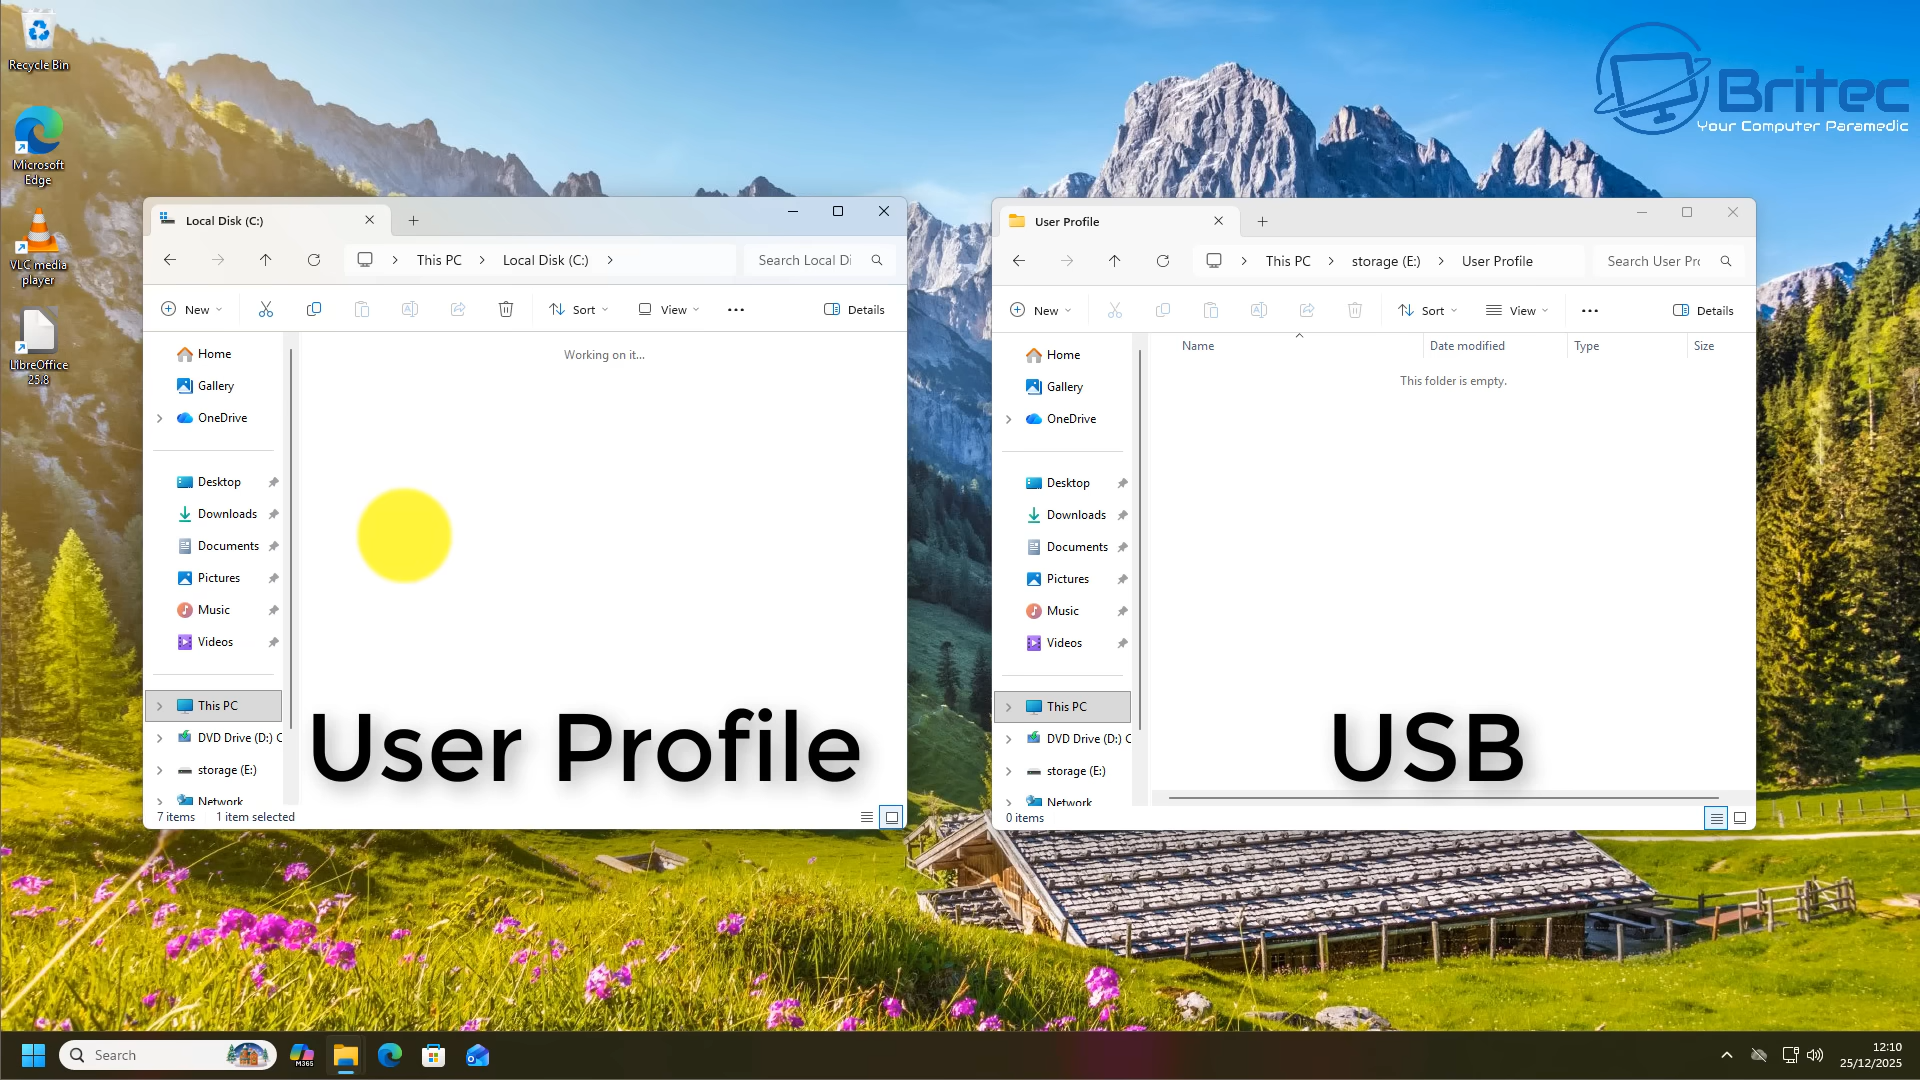 Recycle Bin
Microsoft
Edge
VLC media
player
LibreOffice
25.8
Britec
Your Computer Paramedic
Local Disk (C:)
This PC
Local Disk (C:)
Search Local Di
New
Sort
View
Details
Home
Gallery
OneDrive
Desktop
Downloads
Documents
Pictures
Music
Videos
This PC
DVD Drive (D:) C
storage (E:)
Network
Working on it...
User Profile
7 items
1 item selected
User Profile
This PC
storage (E:)
User Profile
Search User Pr
New
Sort
View
Details
Name
Date modified
Type
Size
This folder is empty.
Home
Gallery
OneDrive
Desktop
Downloads
Documents
Pictures
Music
Videos
This PC
DVD Drive (D:) C
storage (E:)
Network
USB
0 items
Search
M365
12:10
25/12/2025